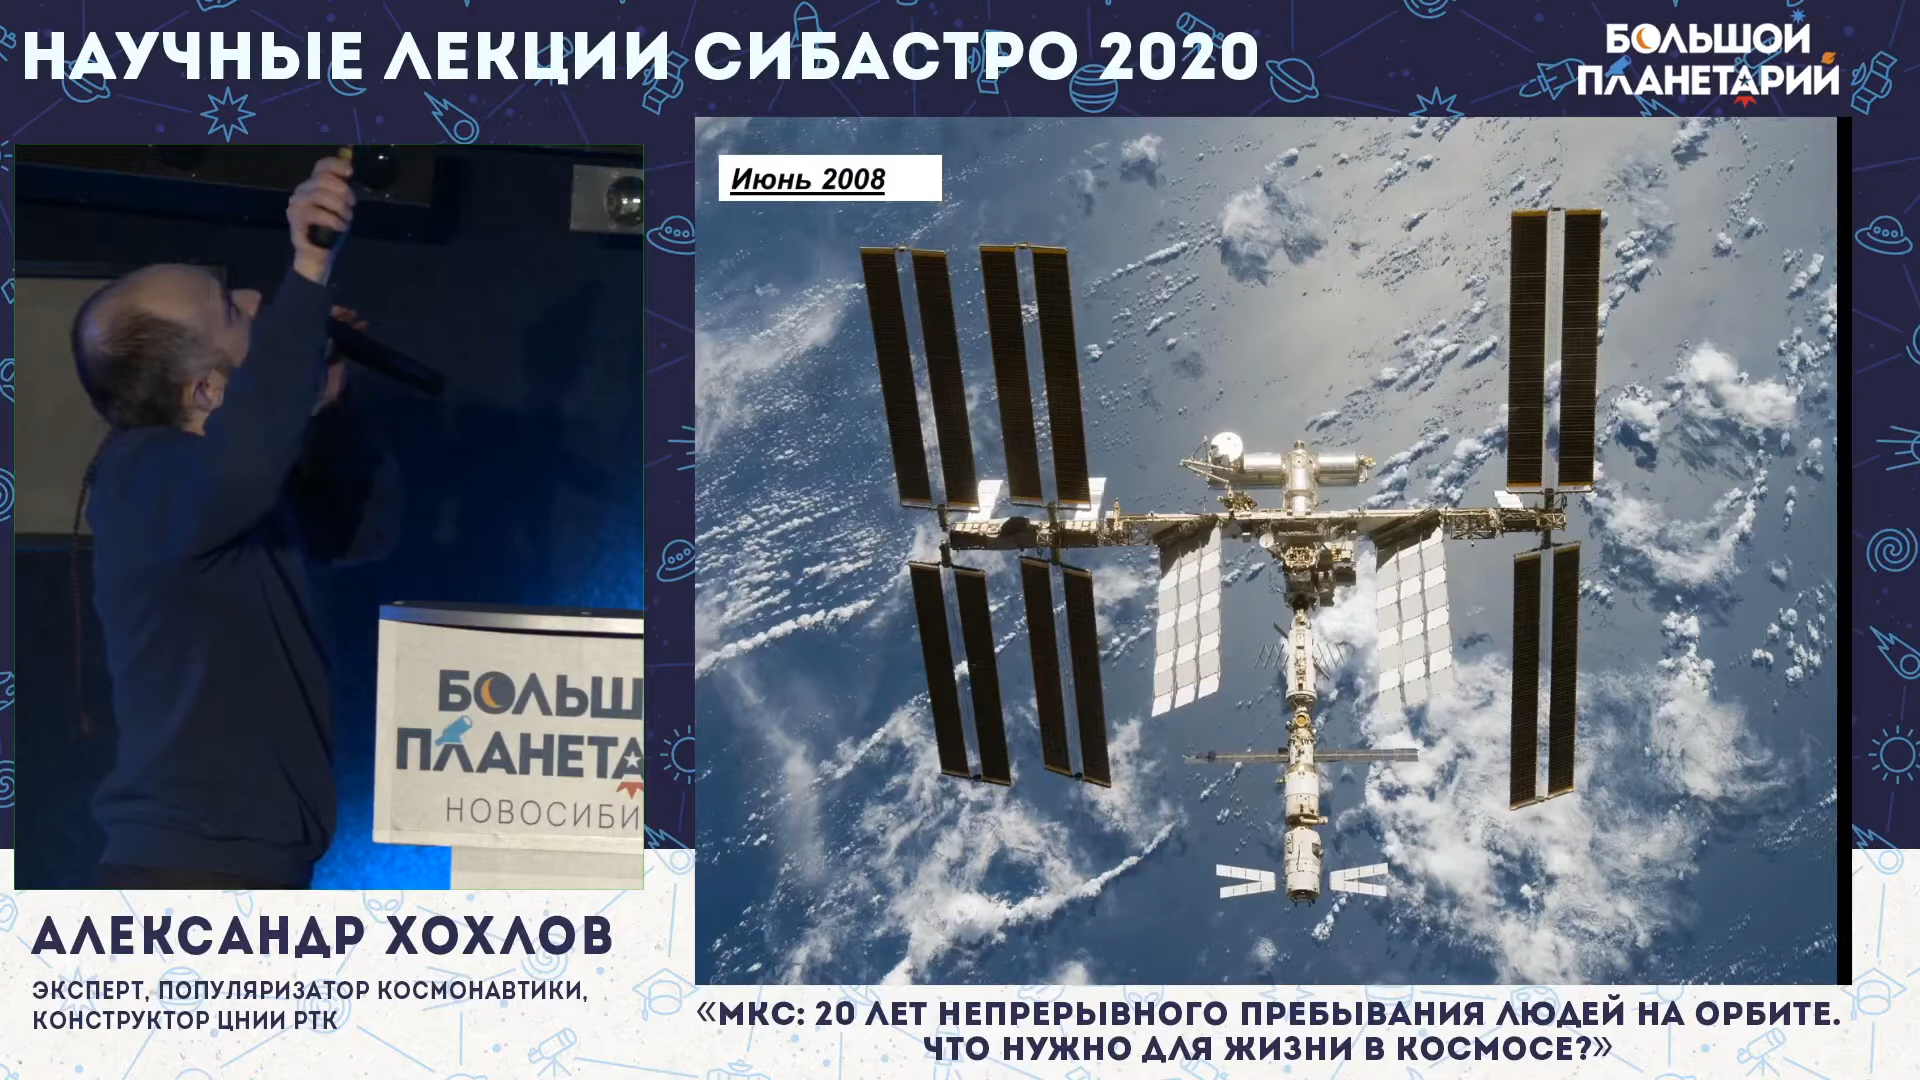 НАУЧНЫЕ ЛЕКЦИИ СИБАСТРО 2020
БОЛЬШОЙ
ПЛАНЕТАРИЙ
Июнь 2008
БОЛЬШ
ПЛАНЕТА
НОВОСИБИ
АЛЕКСАНДР ХОХЛОВ
ЭКСПЕРТ, ПОПУЛЯРИЗАТОР КОСМОНАВТИКИ,
КОНСТРУКТОР ЦНИИ РТК
«МКС: 20 ЛЕТ НЕПРЕРЫВНОГО ПРЕБЫВАНИЯ ЛЮДЕЙ НА ОРБИТЕ.
ЧТО НУЖНО ДЛЯ ЖИЗНИ В КОСМОСЕ?»